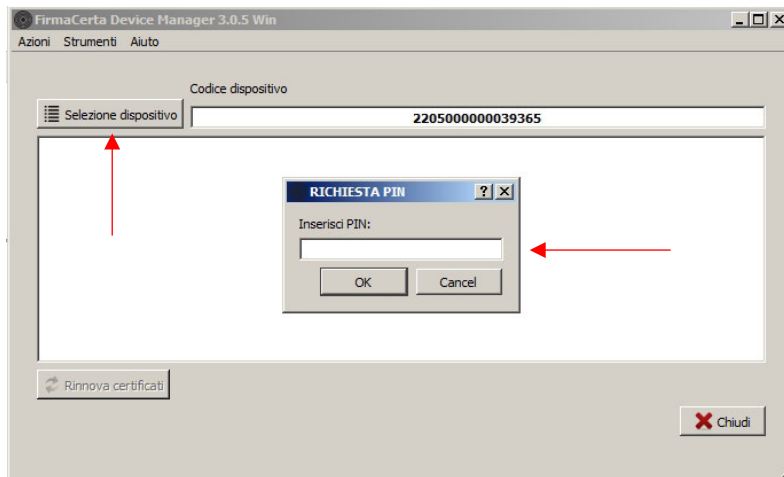 FirmaCerta Device Manager 3.0.5 Win
Azioni Strumenti Aiuto
Codice dispositivo
Selezione dispositivo
2205000000039365
RICHIESTA PIN
Inserisci PIN:
OK Cancel
Rinnova certificati
Chiudi